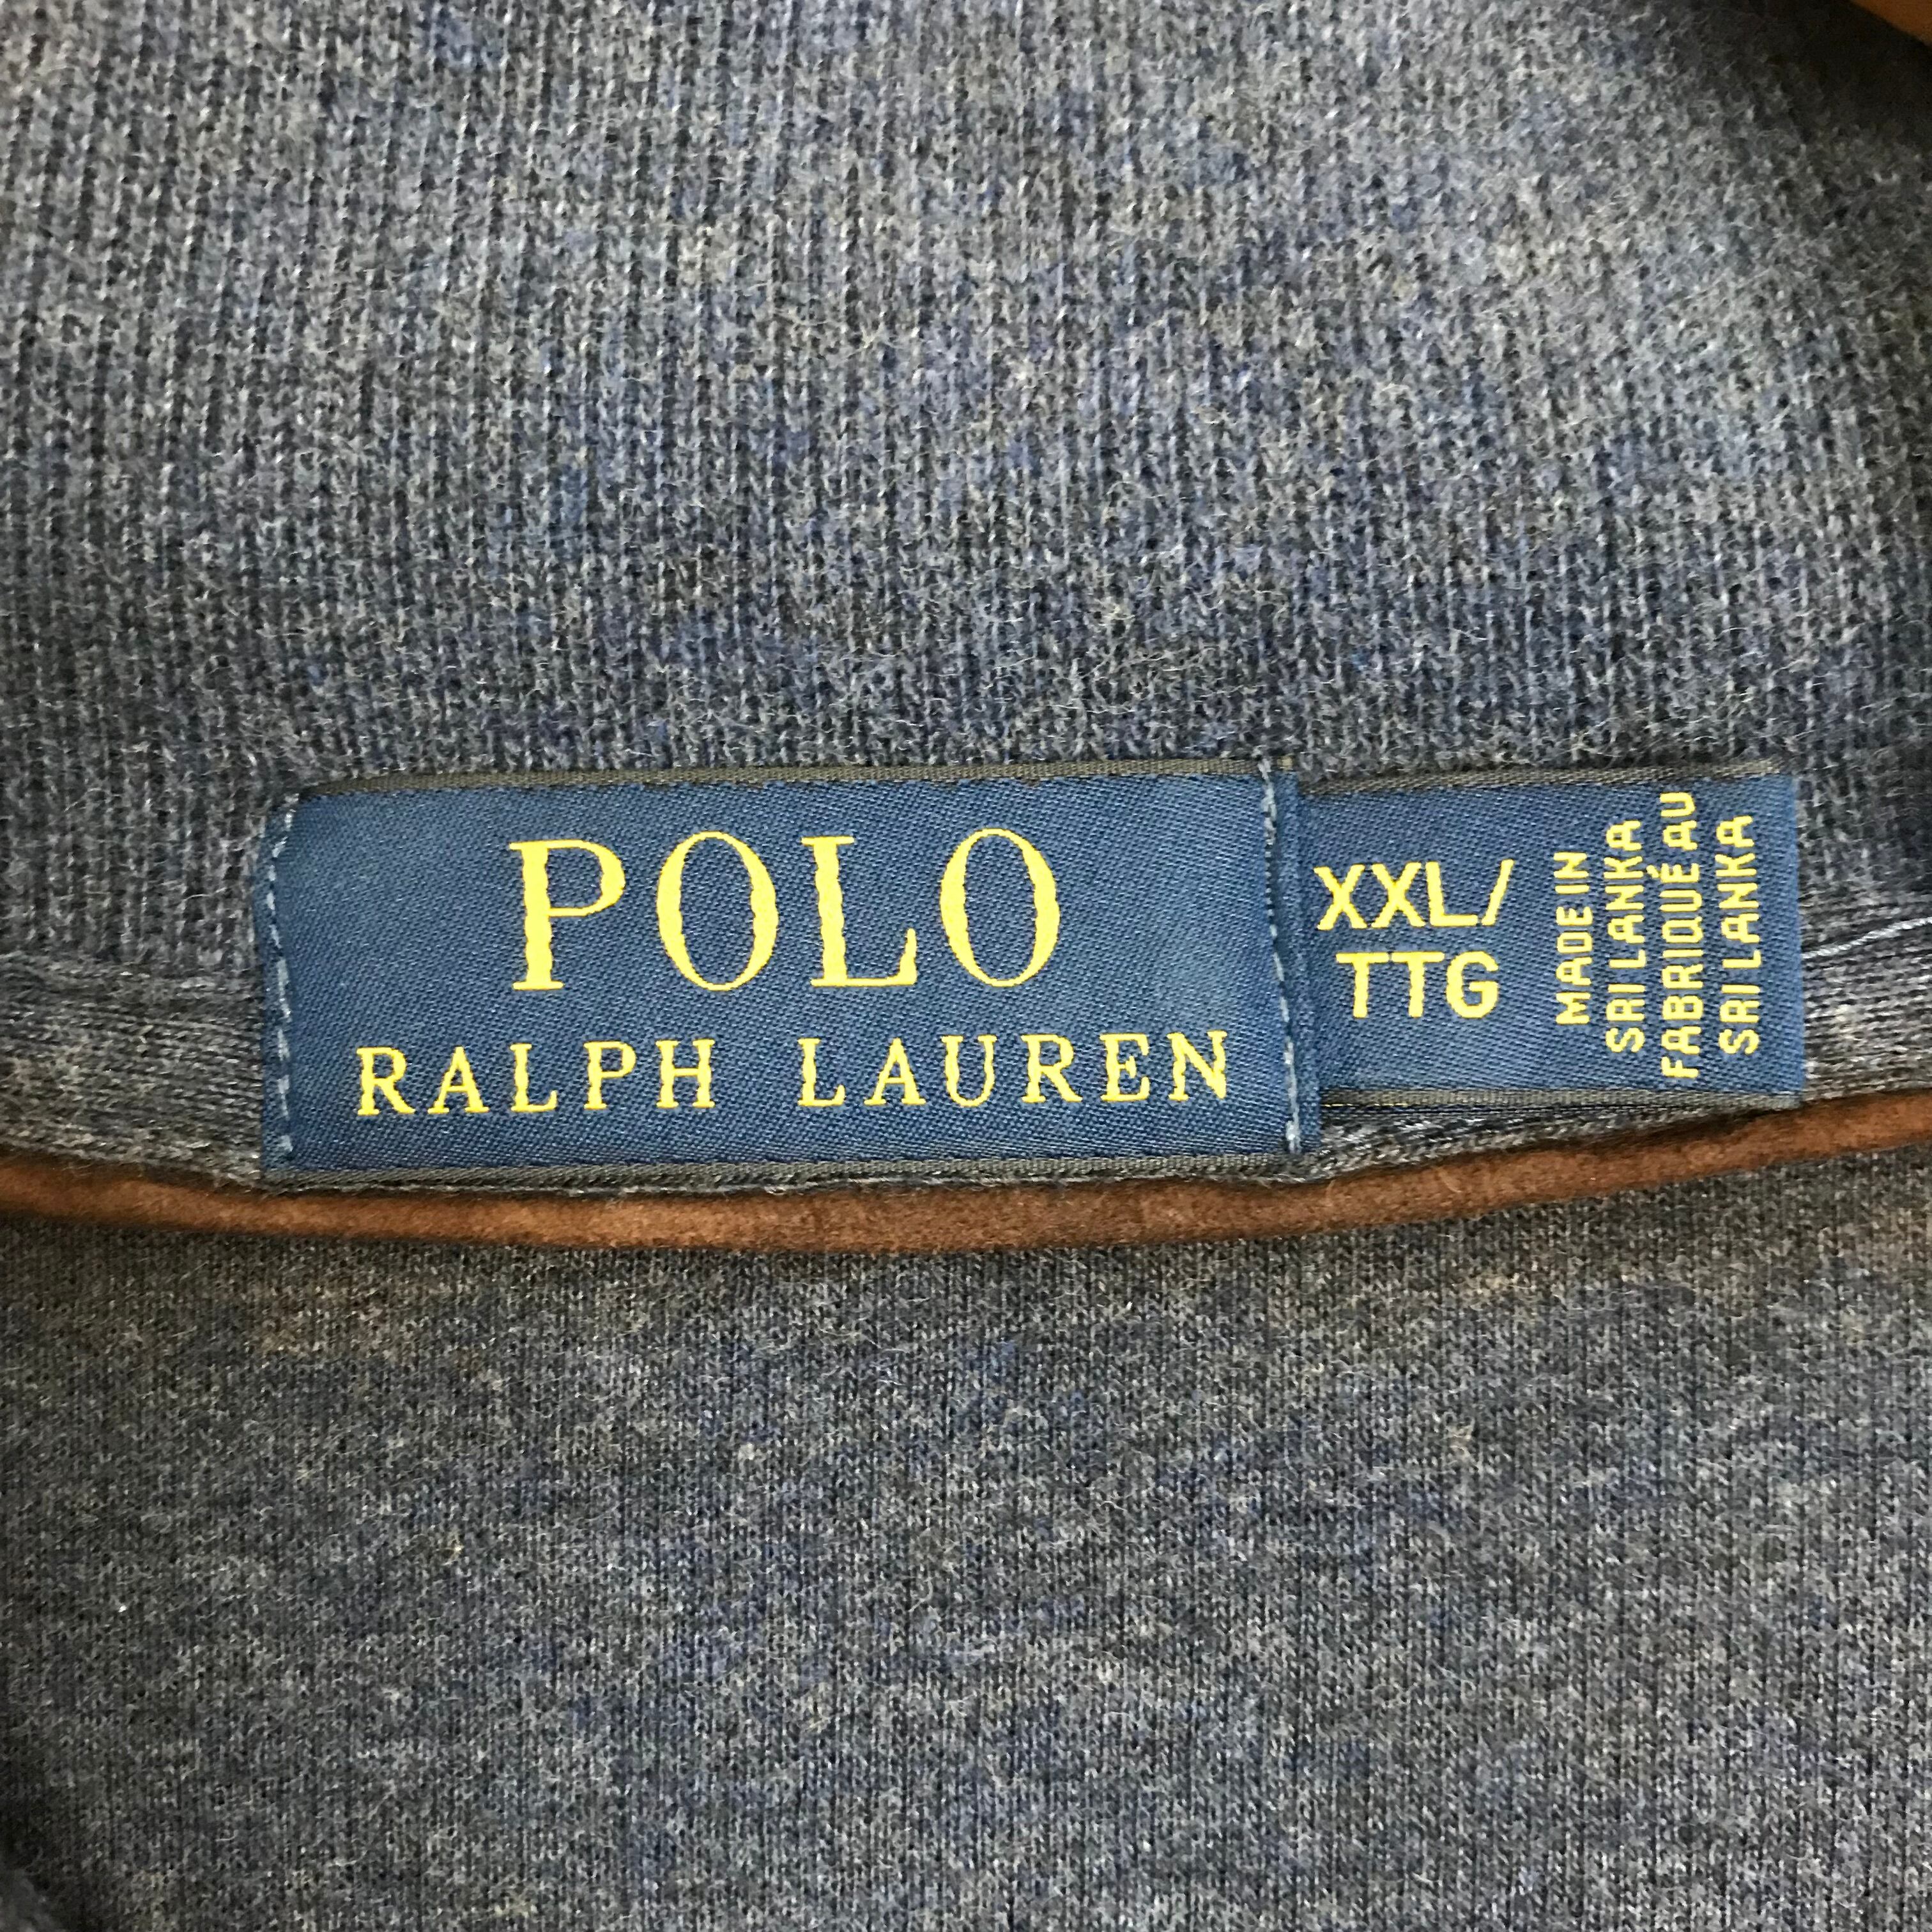 POLO
RALPH LAUREN
XXL/
TTG
MADE IN
SRI LANKA
FABRIQUÉ AU
SRI LANKA